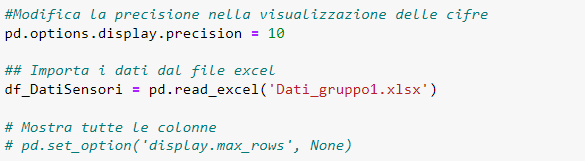 #Modifica la precisione nella visualizzazione delle cifre
pd.options.display.precision = 10
## Importa i dati dal file excel
df_DatiSensori = pd.read_excel('Dati_gruppo1.xlsx')
# Mostra tutte le colonne
# pd.set_option('display.max_rows', None)